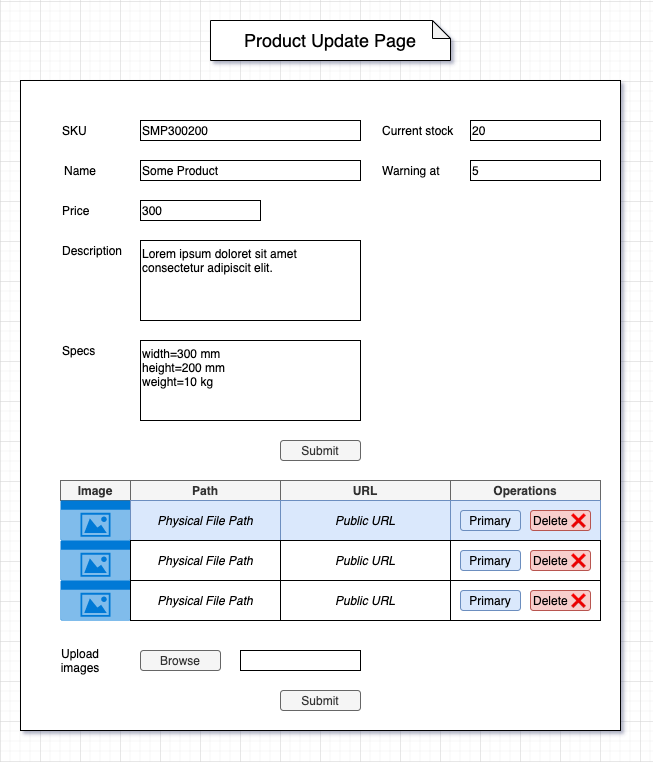 Product Update Page
SKU SMP300200 Current stock 20
Name Some Product Warning at 5
Price 300
Description Lorem ipsum doloret sit amet
consectetur adipiscit elit.
Specs width=300 mm
height=200 mm
weight=10 kg
Submit
Image Path URL Operations
Physical File Path Public URL Primary Delete
Physical File Path Public URL Primary Delete
Physical File Path Public URL Primary Delete
Upload
images
Browse
Submit